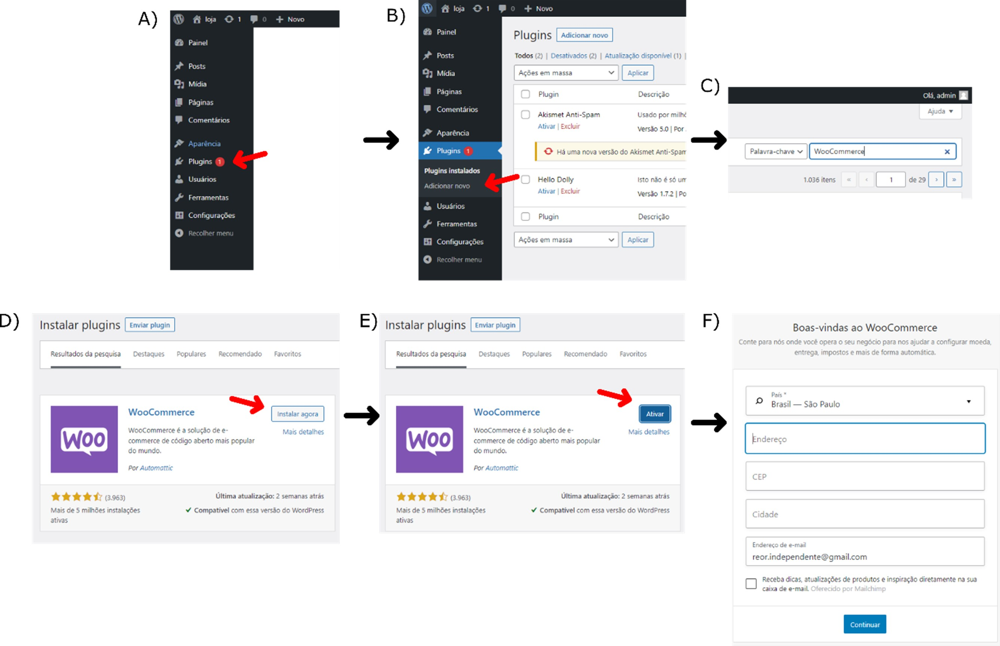 A)
loja 1 0 + Novo
Painel
Posts
Mídia
Páginas
Comentários
Aparência
Plugins 1
Usuários
Ferramentas
Configurações
Recolher menu
B)
loja 1 0 + Novo
Painel
Posts
Mídia
Páginas
Comentários
Aparência
Plugins 1
Plugins instalados
Adicionar novo
Usuários
Ferramentas
Configurações
Recolher menu
Plugins Adicionar novo
Todos (2) | Desativados (2) | Atualização disponível (1) |
Ações em massa Aplicar
Plugin Descrição
Akismet Anti-Spam Usado por milhõ
Ativar | Excluir Versão 5.0 | Por
Há uma nova versão do Akismet Anti-Spam
Hello Dolly Isto não é só um
Ativar | Excluir Versão 1.7.2 | Po
Plugin Descrição
Ações em massa Aplicar
C)
Olá, admin
Ajuda
Palavra-chave WooCommerce ×
1.036 itens « ‹ 1 de 29 › »
D)
Instalar plugins Enviar plugin
Resultados da pesquisa Destaques Populares Recomendado Favoritos
WooCommerce Instalar agora
Mais detalhes
WOO
WooCommerce é a solução de e-
commerce de código aberto mais popular
do mundo.
Por Automattic
(3.963) Última atualização: 2 semanas atrás
Mais de 5 milhões instalações
ativas
Compatível com essa versão do WordPress
E)
Instalar plugins Enviar plugin
Resultados da pesquisa Destaques Populares Recomendado Favoritos
WooCommerce Ativar
Mais detalhes
WOO
WooCommerce é a solução de e-
commerce de código aberto mais popular
do mundo.
Por Automattic
(3.963) Última atualização: 2 semanas atrás
Mais de 5 milhões instalações
ativas
Compatível com essa versão do WordPress
F)
Boas-vindas ao WooCommerce
Conte para nós onde você opera o seu negócio para nos ajudar a configurar moeda,
entrega, impostos e mais de forma automática.
País *
Brasil — São Paulo
Endereço
CEP
Cidade
Endereço de e-mail
reor.independente@gmail.com
Receba dicas, atualizações de produtos e inspiração diretamente na sua
caixa de e-mail. Oferecido por Mailchimp
Continuar